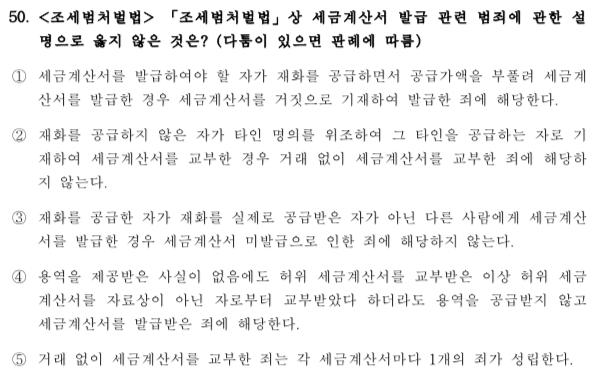 50. <조세범처벌법> 「조세범처벌법」상 세금계산서 발급 관련 범죄에 관한 설
명으로 옳지 않은 것은? (다툼이 있으면 판례에 따름)
① 세금계산서를 발급하여야 할 자가 재화를 공급하면서 공급가액을 부풀려 세금계
산서를 발급한 경우 세금계산서를 거짓으로 기재하여 발급한 죄에 해당한다.
② 재화를 공급하지 않은 자가 타인 명의를 위조하여 그 타인을 공급하는 자로 기
재하여 세금계산서를 교부한 경우 거래 없이 세금계산서를 교부한 죄에 해당하
지 않는다.
③ 재화를 공급한 자가 재화를 실제로 공급받은 자가 아닌 다른 사람에게 세금계산
서를 발급한 경우 세금계산서 미발급으로 인한 죄에 해당하지 않는다.
④ 용역을 제공받은 사실이 없음에도 허위 세금계산서를 교부받은 이상 허위 세금
계산서를 자료상이 아닌 자로부터 교부받았다 하더라도 용역을 공급받지 않고
세금계산서를 발급받은 죄에 해당한다.
⑤ 거래 없이 세금계산서를 교부한 죄는 각 세금계산서마다 1개의 죄가 성립한다.